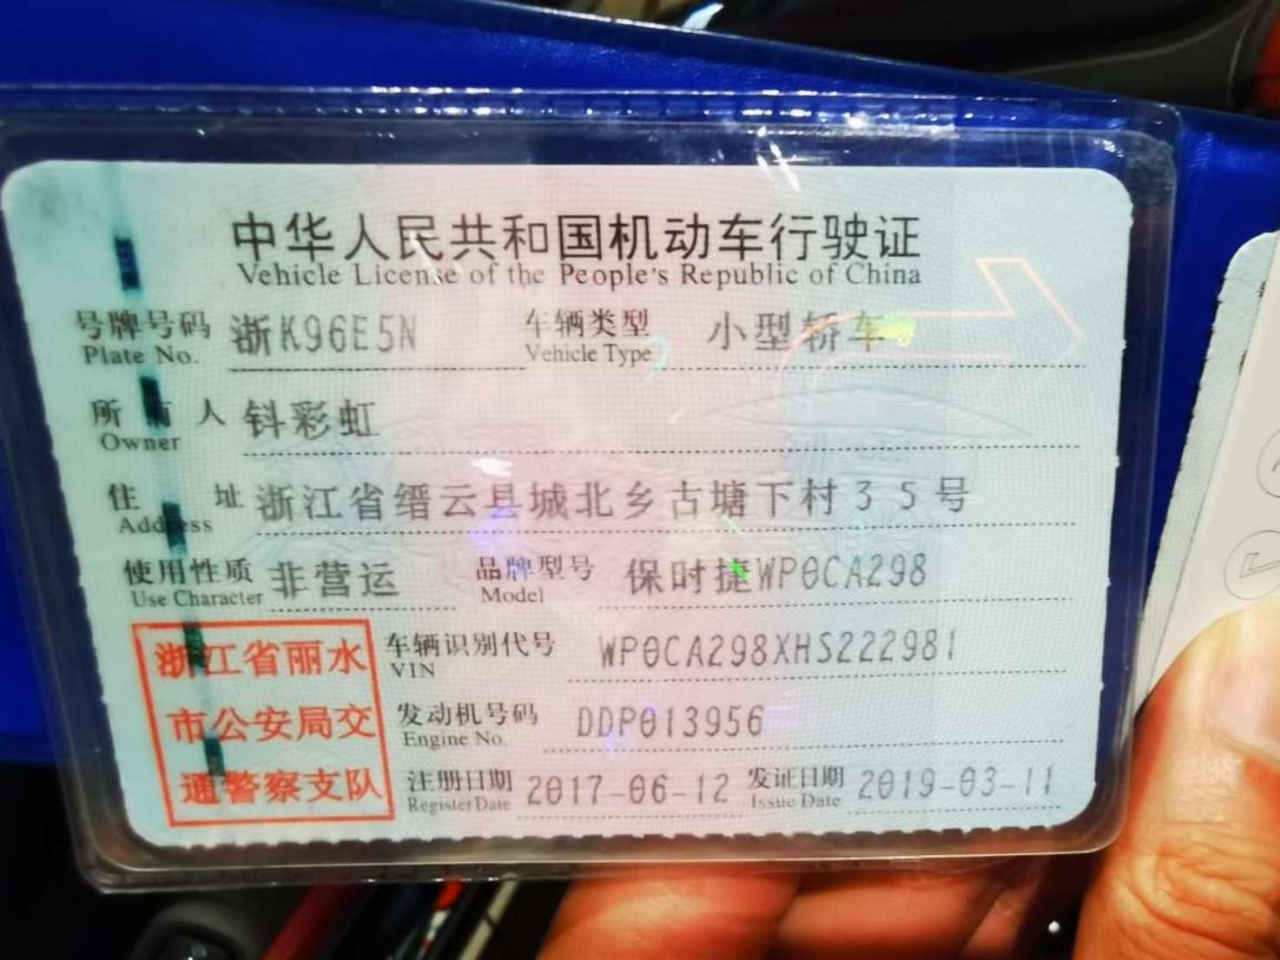 中华人民共和国机动车行驶证
Vehicle License of the People's Republic of China
号牌号码 浙K96E5N 车辆类型 小型轿车
Plate No. Vehicle Type
所有人 钭彩虹
Owner
住址 浙江省缙云县城北乡古塘下村35号
Address
使用性质 非营运 品牌型号 保时捷WP0CA298
Use Character Model
浙江省丽水
市公安局交
通警察支队
车辆识别代号 WP0CA298XHS222981
VIN
发动机号码 DDP013956
Engine No.
注册日期 2017-06-12 发证日期 2019-03-11
Register Date Issue Date